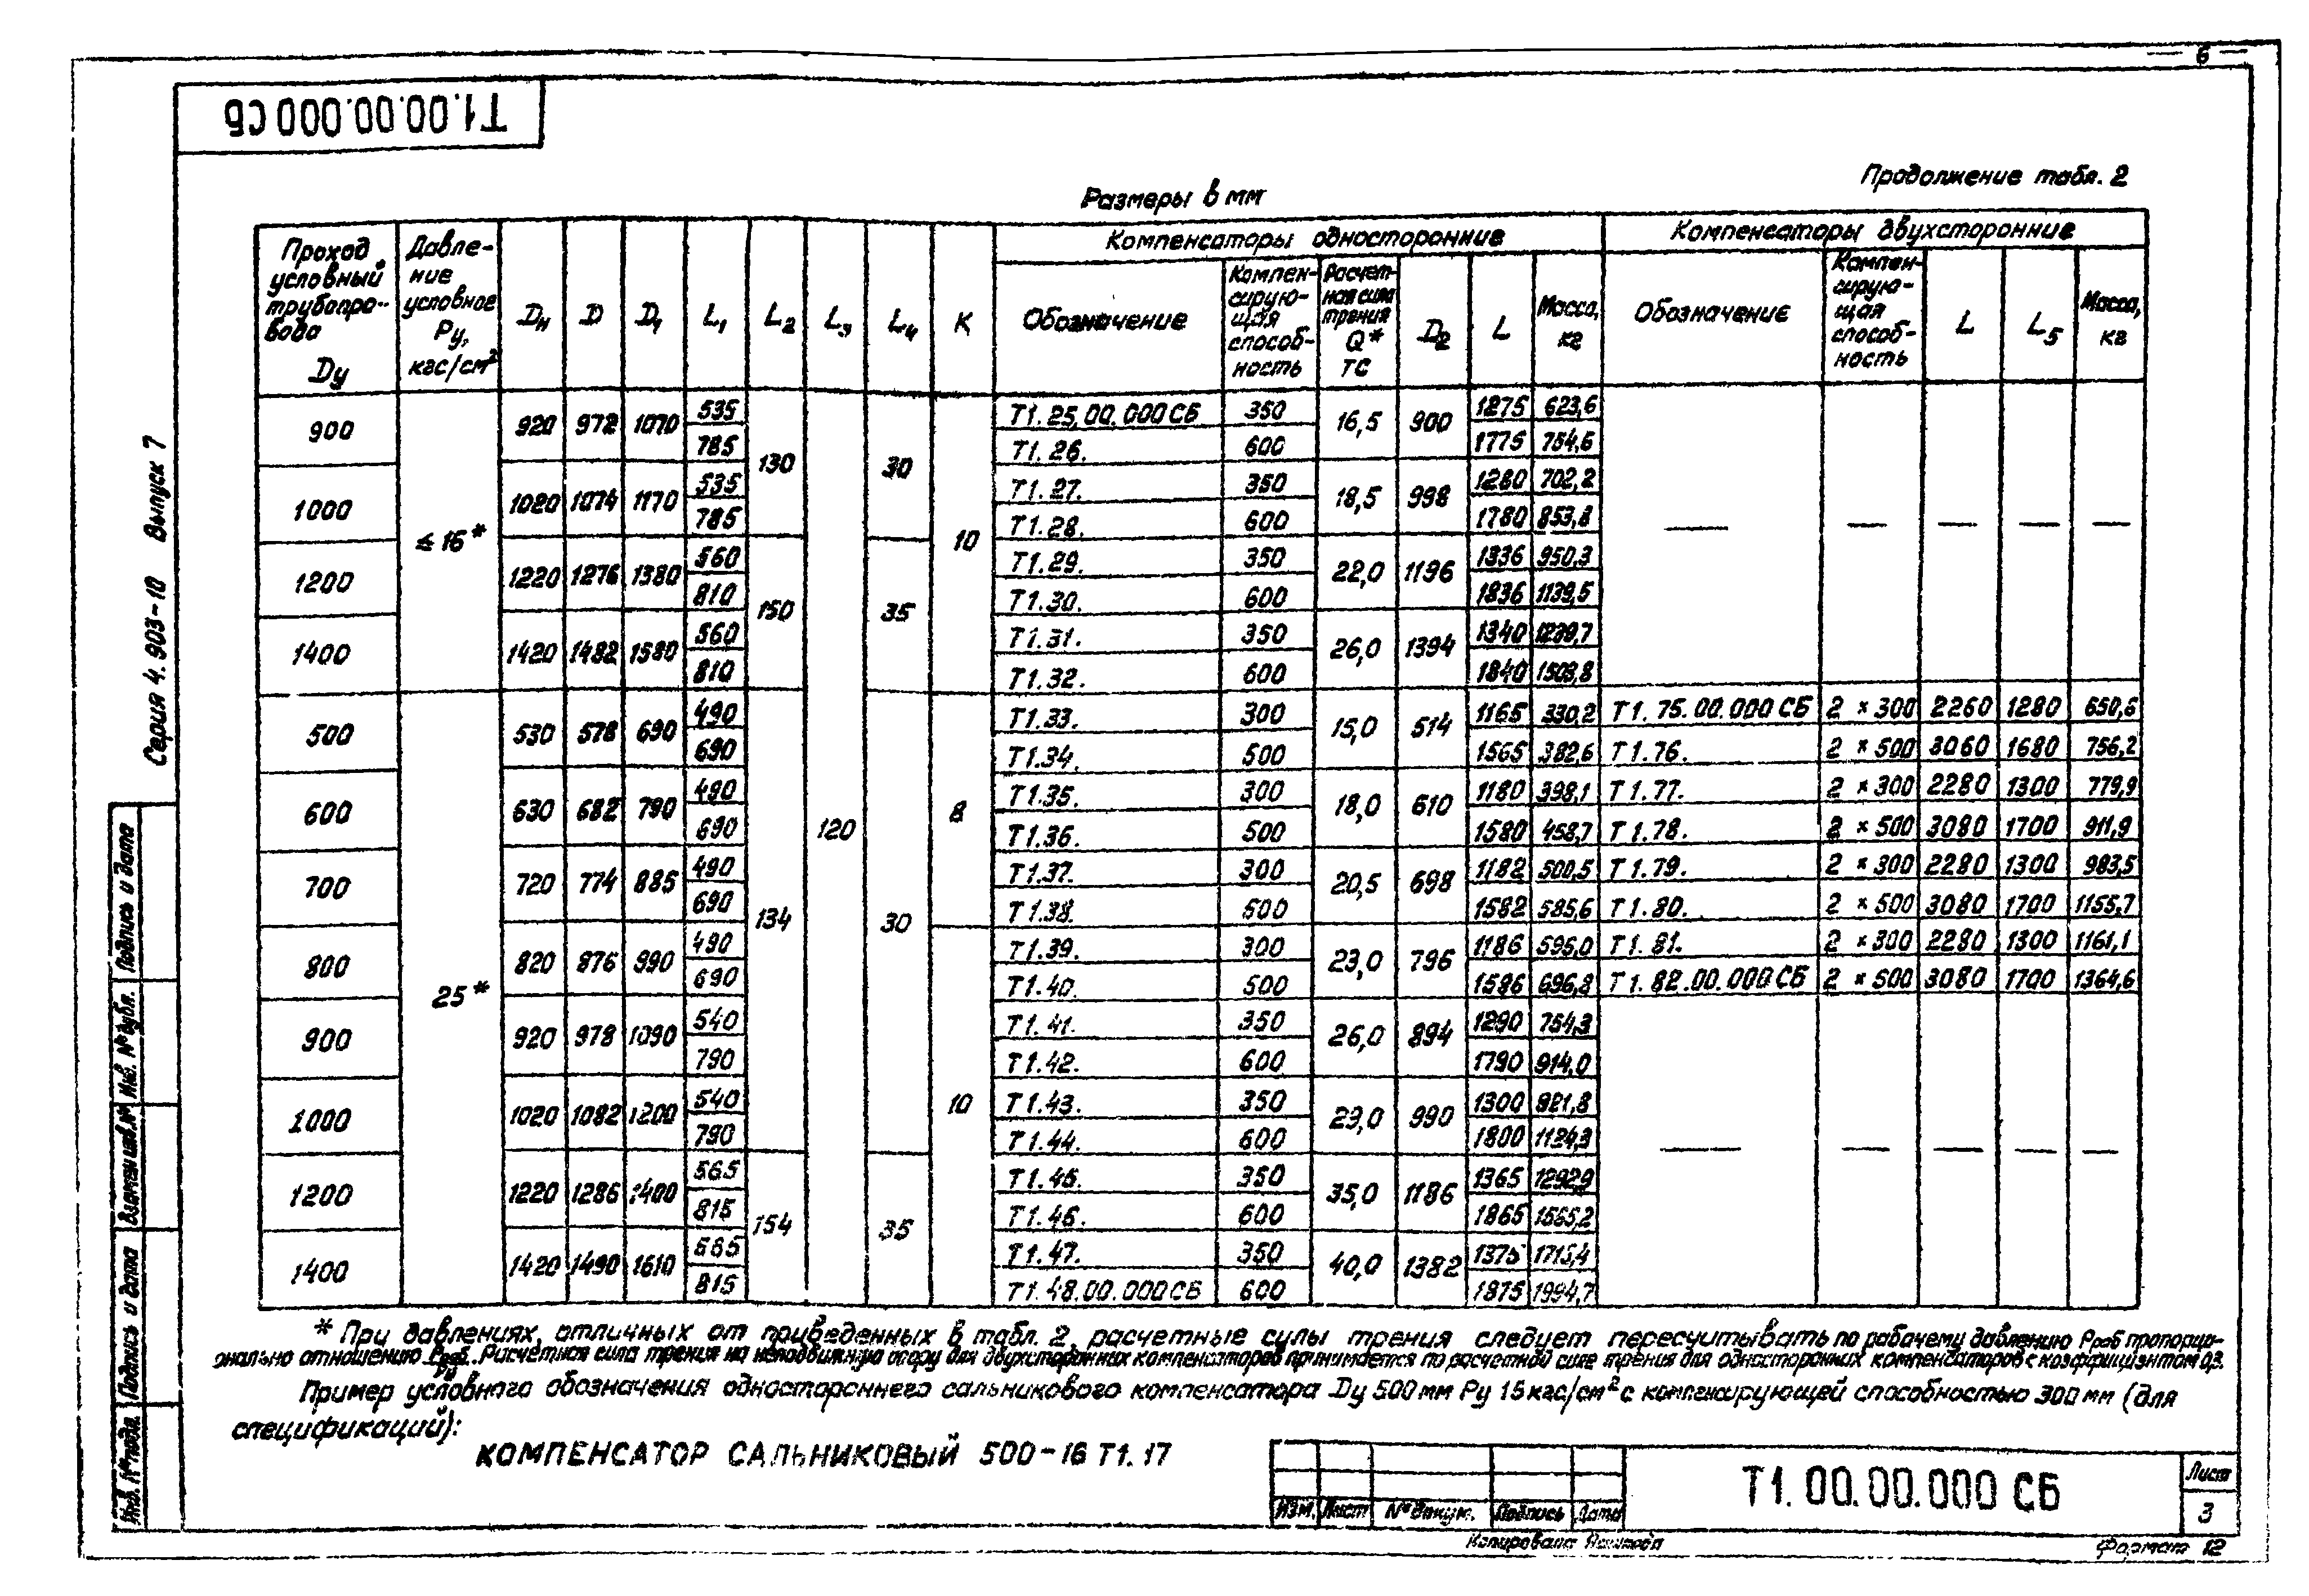 6
Т1.00.00.000 СБ
Продолжение табл. 2
Размеры в мм
Проход условный трубопровода Dу
Давление условное Ру, кгс/см²
Dн D D1 L1 L2 L3 L4 К
Компенсаторы односторонние
Компенсаторы двухсторонние
Обозначение
Компенсирующая способность
Расчетная сила трения Q* ТС
D2 L
Масса, кг
Обозначение
Компенсирующая способность
L L5
Масса, кг
≤ 16*
130 30 10 120
900 920 972 1070 535 Т1.25.00.000 СБ 350 16,5 900 1275 623,6
785 Т1.26. 600 1775 754,6
1000 1020 1074 1170 535 Т1.27. 350 18,5 998 1280 702,2
785 Т1.28. 600 1780 853,8
150 35
1200 1220 1276 1380 560 Т1.29. 350 22,0 1196 1336 950,3
810 Т1.30. 600 1836 1139,5
1400 1420 1482 1580 560 Т1.31. 350 26,0 1394 1340 1239,7
810 Т1.32. 600 1840 1503,8
25*
134 30 8
500 530 578 690 490 Т1.33. 300 15,0 514 1165 330,2 Т1.75.00.000 СБ 2 × 300 2260 1280 650,6
690 Т1.34. 500 1565 382,6 Т1.76. 2 × 500 3060 1680 756,2
600 630 682 790 490 Т1.35. 300 18,0 610 1180 398,1 Т1.77. 2 × 300 2280 1300 779,9
690 Т1.36. 500 1580 458,7 Т1.78. 2 × 500 3080 1700 911,9
700 720 774 885 490 Т1.37. 300 20,5 698 1182 500,5 Т1.79. 2 × 300 2280 1300 983,5
690 Т1.38. 500 1582 585,6 Т1.80. 2 × 500 3080 1700 1155,7
10
800 820 876 990 490 Т1.39. 300 23,0 796 1186 595,0 Т1.81. 2 × 300 2280 1300 1161,1
690 Т1.40. 500 1586 696,8 Т1.82.00.000 СБ 2 × 500 3080 1700 1364,6
900 920 978 1090 540 Т1.41. 350 26,0 894 1290 754,3
790 Т1.42. 600 1790 914,0
1000 1020 1082 1200 540 Т1.43. 350 29,0 990 1300 921,8
790 Т1.44. 600 1800 1124,3
154 35
1200 1220 1286 1400 565 Т1.45. 350 35,0 1186 1365 1292,9
815 Т1.46. 600 1865 1565,2
1400 1420 1490 1610 565 Т1.47. 350 40,0 1382 1375
815 Т1.48.00.000 СБ 600 1875 1994,7
* При давлениях, отличных от приведенных в табл. 2, расчетные силы трения следует пересчитывать по рабочему давлению Рраб пропорцио-
нально отношению Рраб/Ру. Расчетная сила трения на неподвижную опору для двухсторонних компенсаторов принимается по расчетной силе трения для односторонних компенсаторов с коэффициентом
Пример условного обозначения одностороннего сальникового компенсатора Dу 500 мм Ру 16 кгс/см² с компенсирующей способностью 300 мм (для
спецификаций):
КОМПЕНСАТОР САЛЬНИКОВЫЙ 500-16 Т1.17
Изм. Лист № докум. Подпись Дата
Т1.00.00.000 СБ
Лист
3
Копировала
Формат 12
Серия 4.903-10 Выпуск 7
Подпись и дата
Инв. № дубл.
Взамен инв. №
Подпись и дата
Инв. № подл.